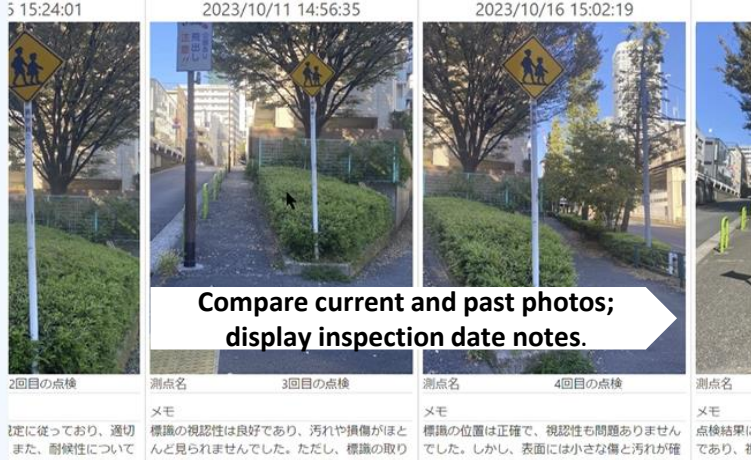 5 15:24:01
2023/10/11 14:56:35
2023/10/16 15:02:19
飛出し
注意!!
Compare current and past photos;
display inspection date notes.
2回目の点検
測点名 3回目の点検
測点名 4回目の点検
測点名
メモ
メモ
メモ
規定に従っており、適切
また、耐候性について
標識の視認性は良好であり、汚れや損傷がほと
んど見られませんでした。ただし、標識の取り
標識の位置は正確で、視認性も問題ありません
でした。しかし、表面には小さな傷と汚れが確
点検結果
であり、